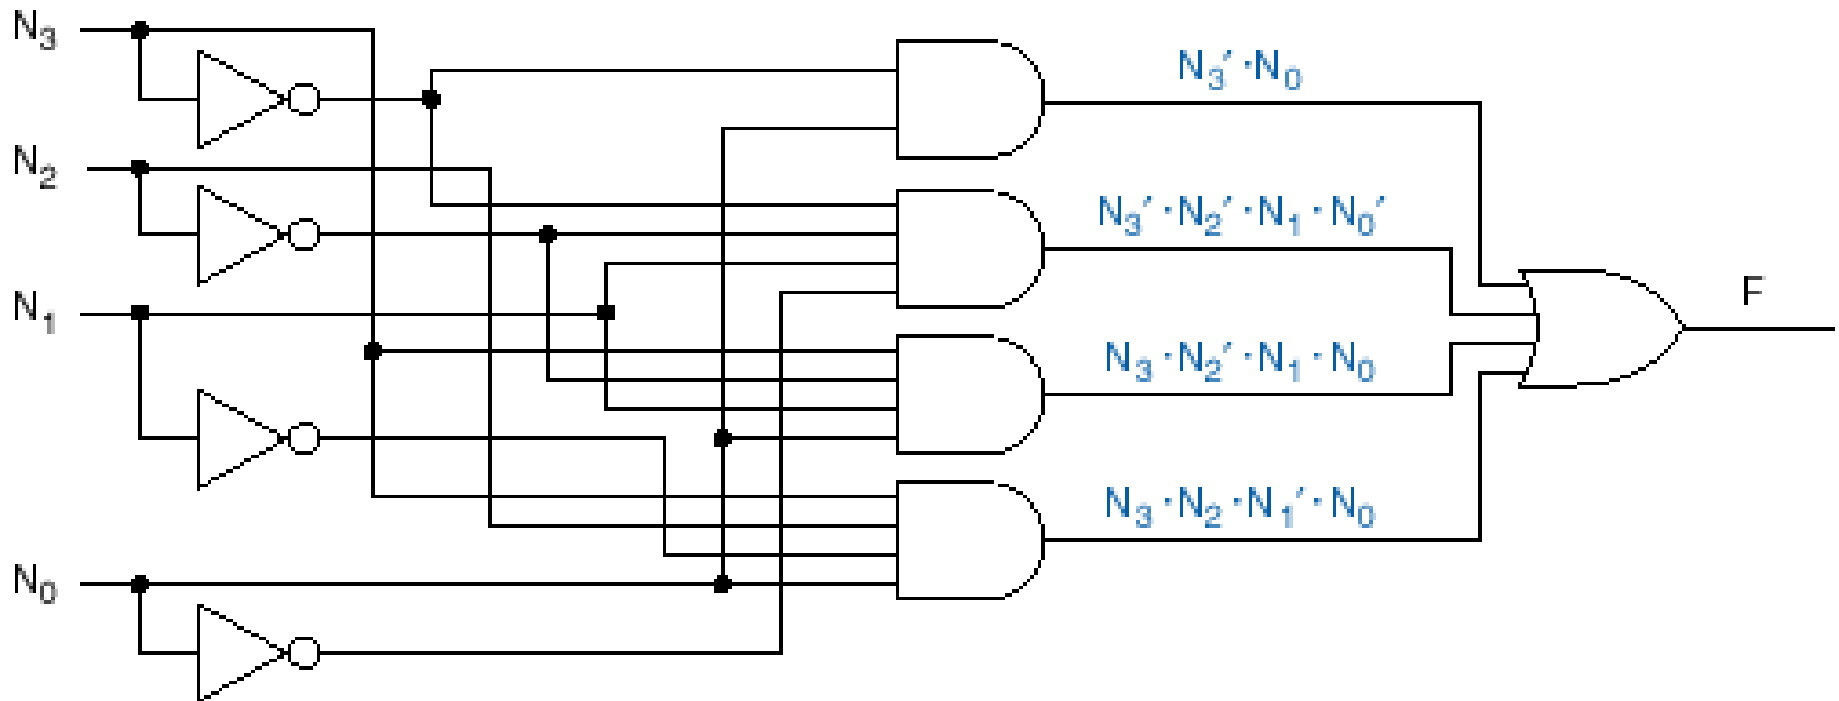 N₃
N₃′ · N₀
N₂
N₃′ · N₂′ · N₁ · N₀′
F
N₁
N₃ · N₂′ · N₁ · N₀
N₃ · N₂ · N₁′ · N₀
N₀